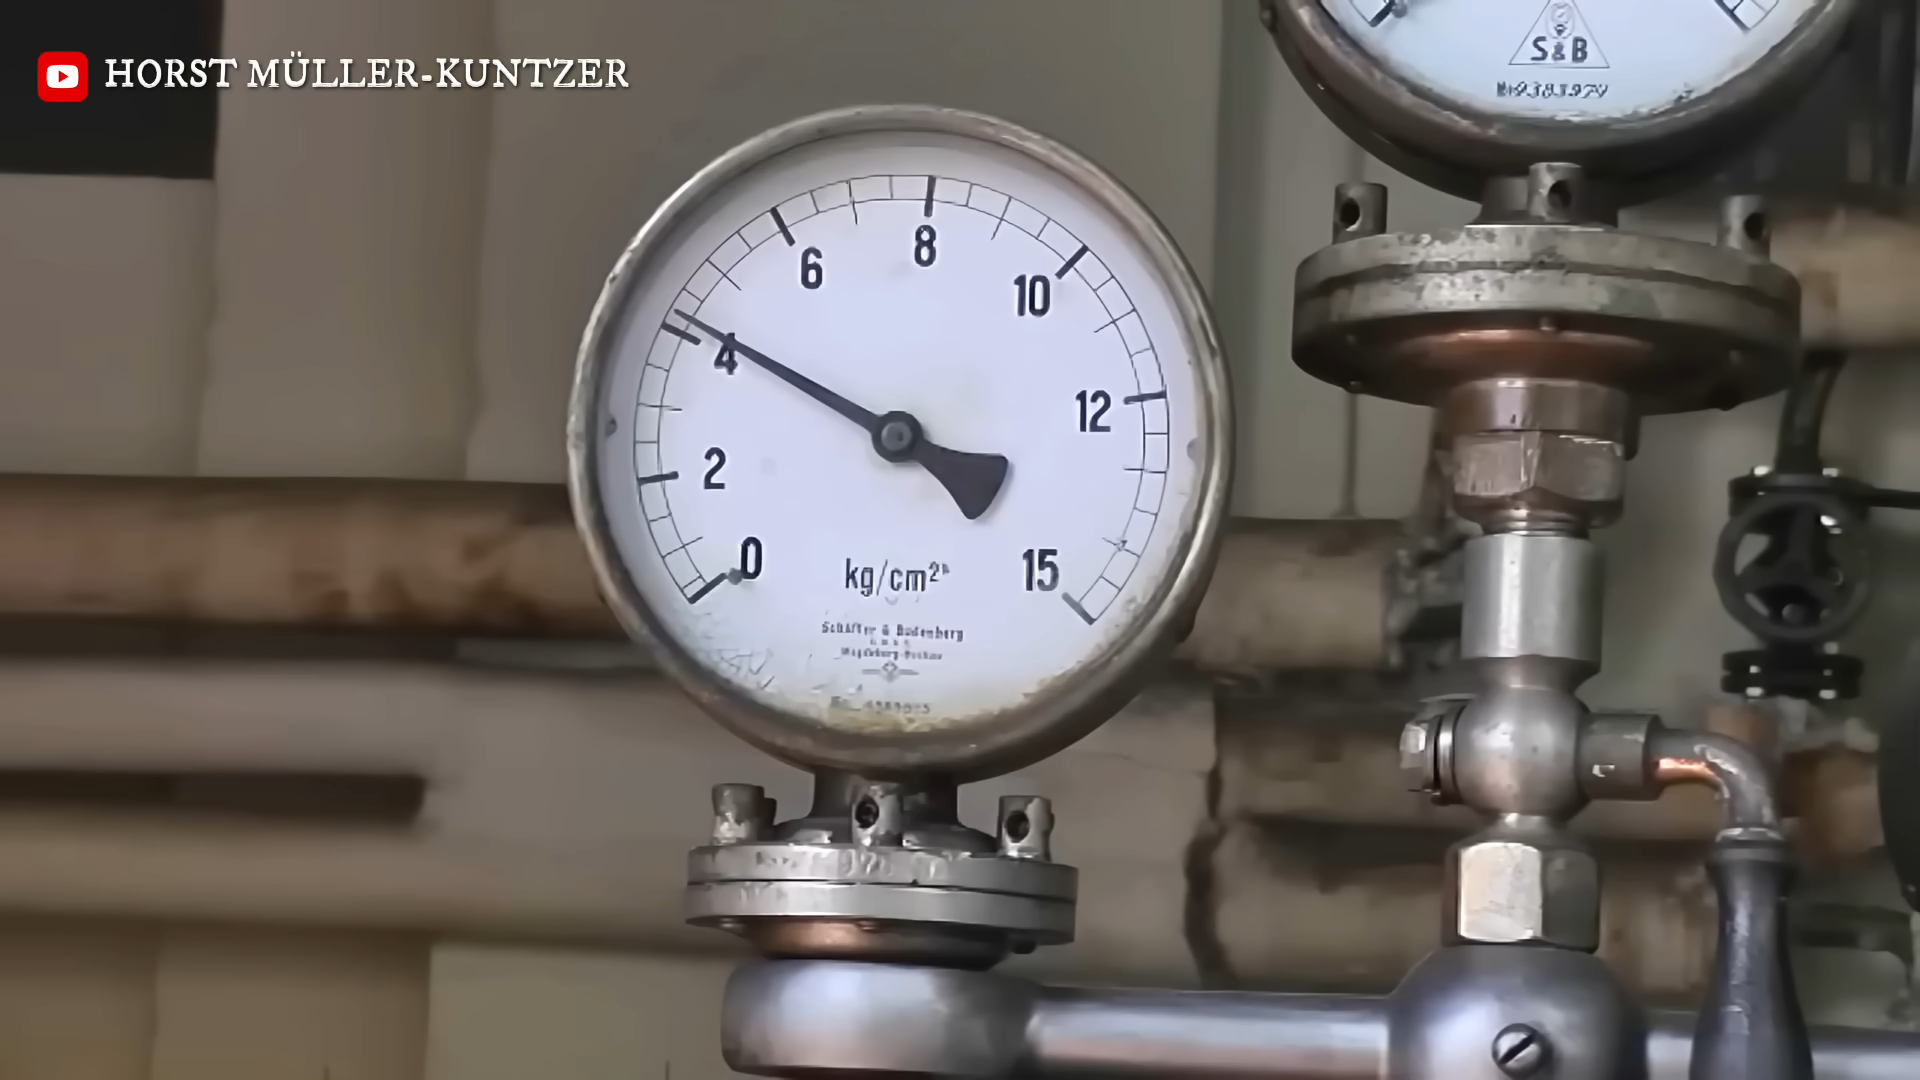 HORST MÜLLER-KUNTZER
S&B
8
6
10
4
12
2
0
15
kg/cm²
Schäffer & Budenberg